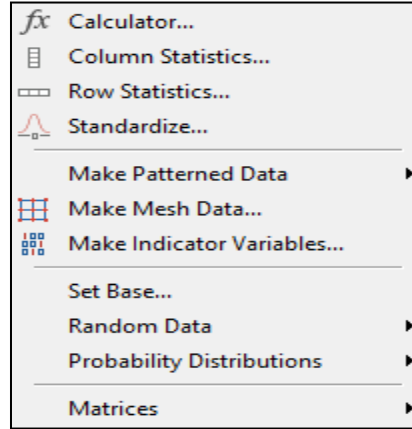 fx Calculator...
Column Statistics...
Row Statistics...
Standardize...
Make Patterned Data
Make Mesh Data...
Make Indicator Variables...
Set Base...
Random Data
Probability Distributions
Matrices